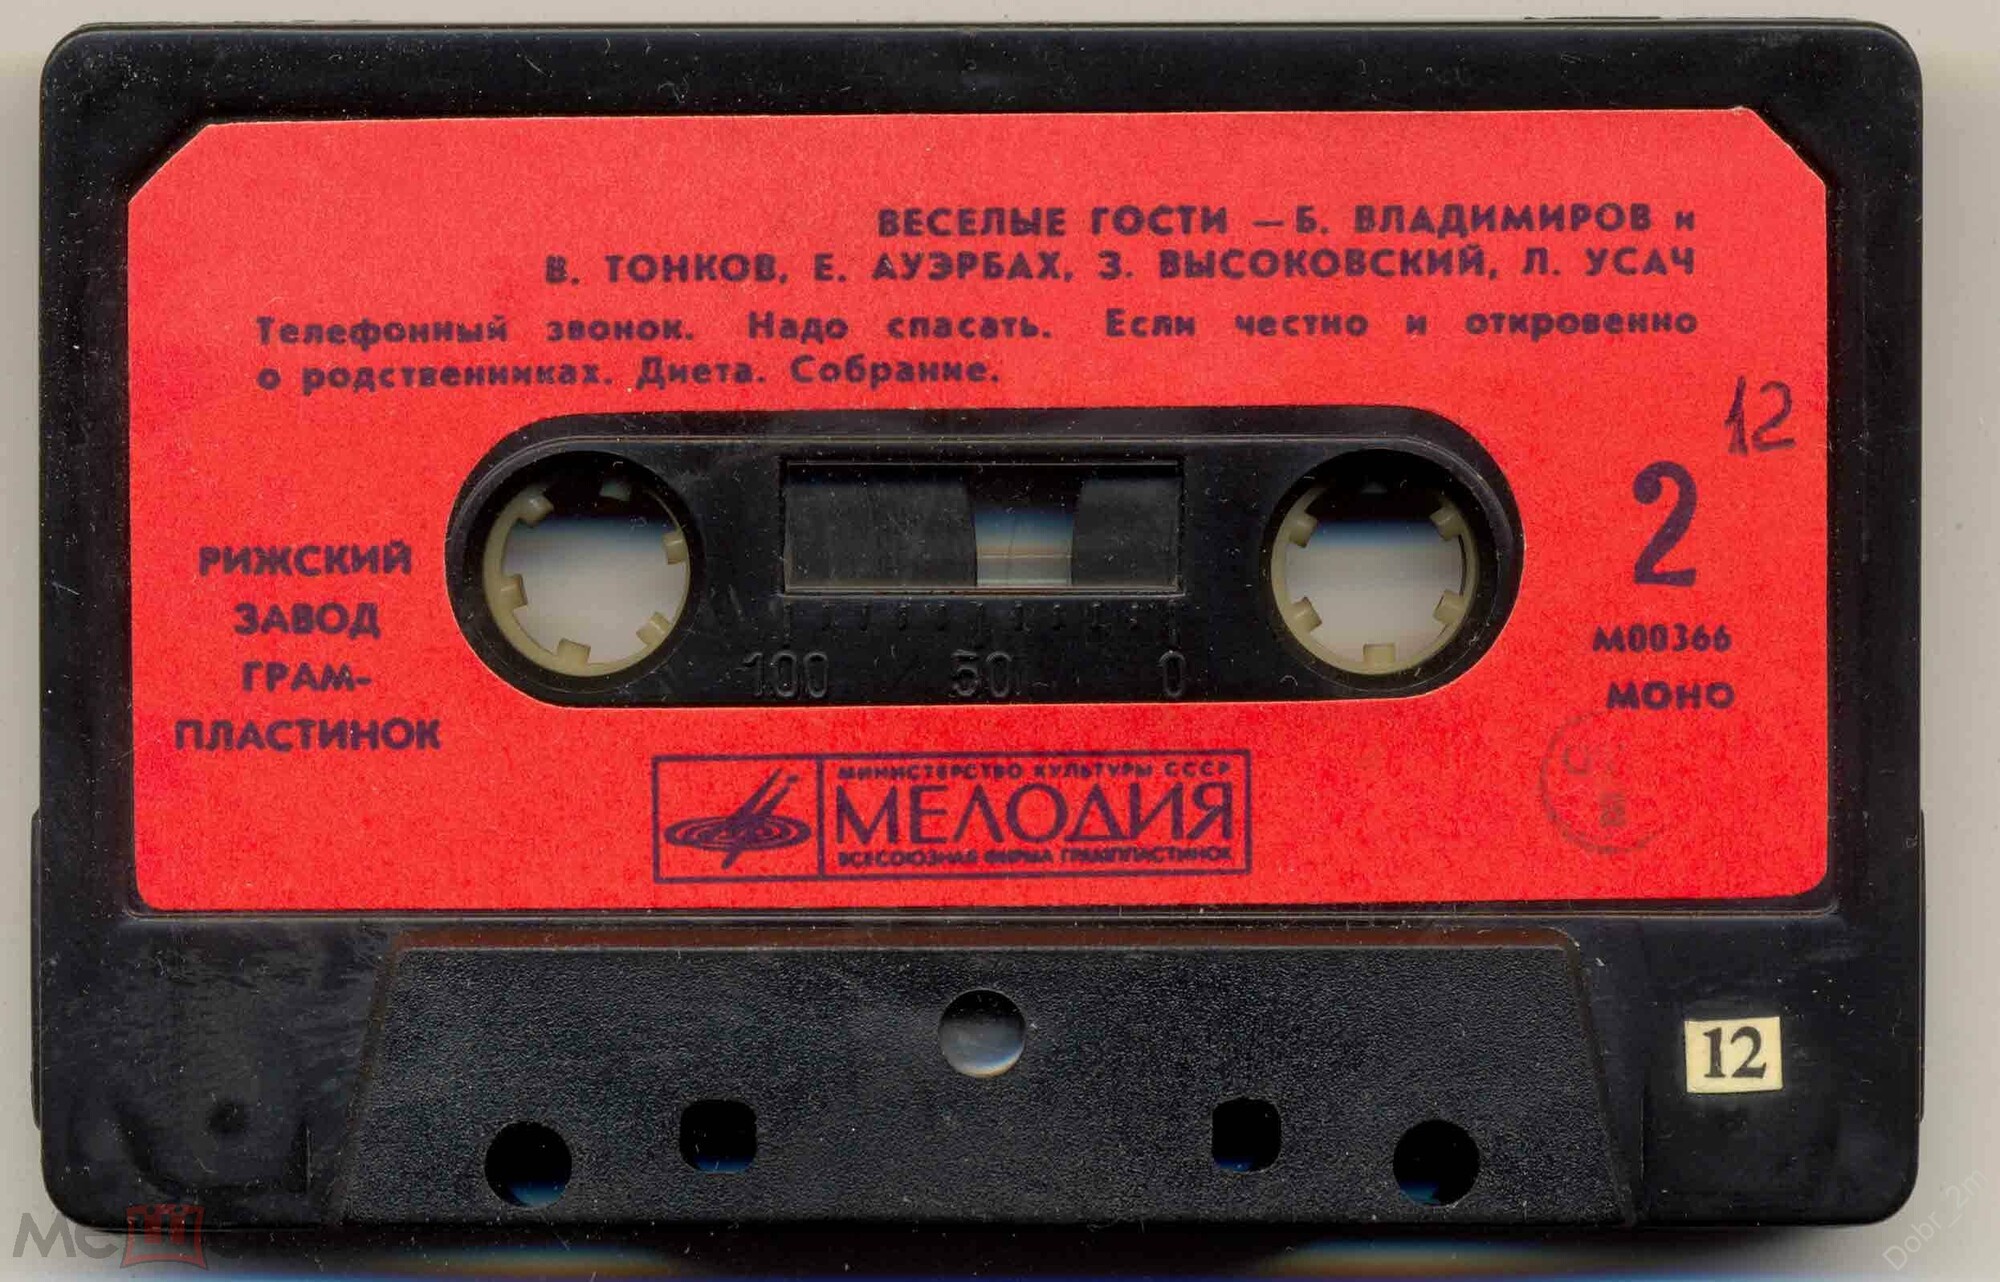 ВЕСЕЛЫЕ ГОСТИ — Б. ВЛАДИМИРОВ и
В. ТОНКОВ, Е. АУЭРБАХ, З. ВЫСОКОВСКИЙ, Л. УСАЧ
Телефонный звонок. Надо спасать. Если честно и откровенно
о родственниках. Диета. Собрание.
12
2
РИЖСКИЙ
ЗАВОД
ГРАМ-
ПЛАСТИНОК
М00366
МОНО
100 50 0
МИНИСТЕРСТВО КУЛЬТУРЫ СССР
МЕЛОДИЯ
ВСЕСОЮЗНАЯ ФИРМА ГРАМПЛАСТИНОК
12
Dobr_2m